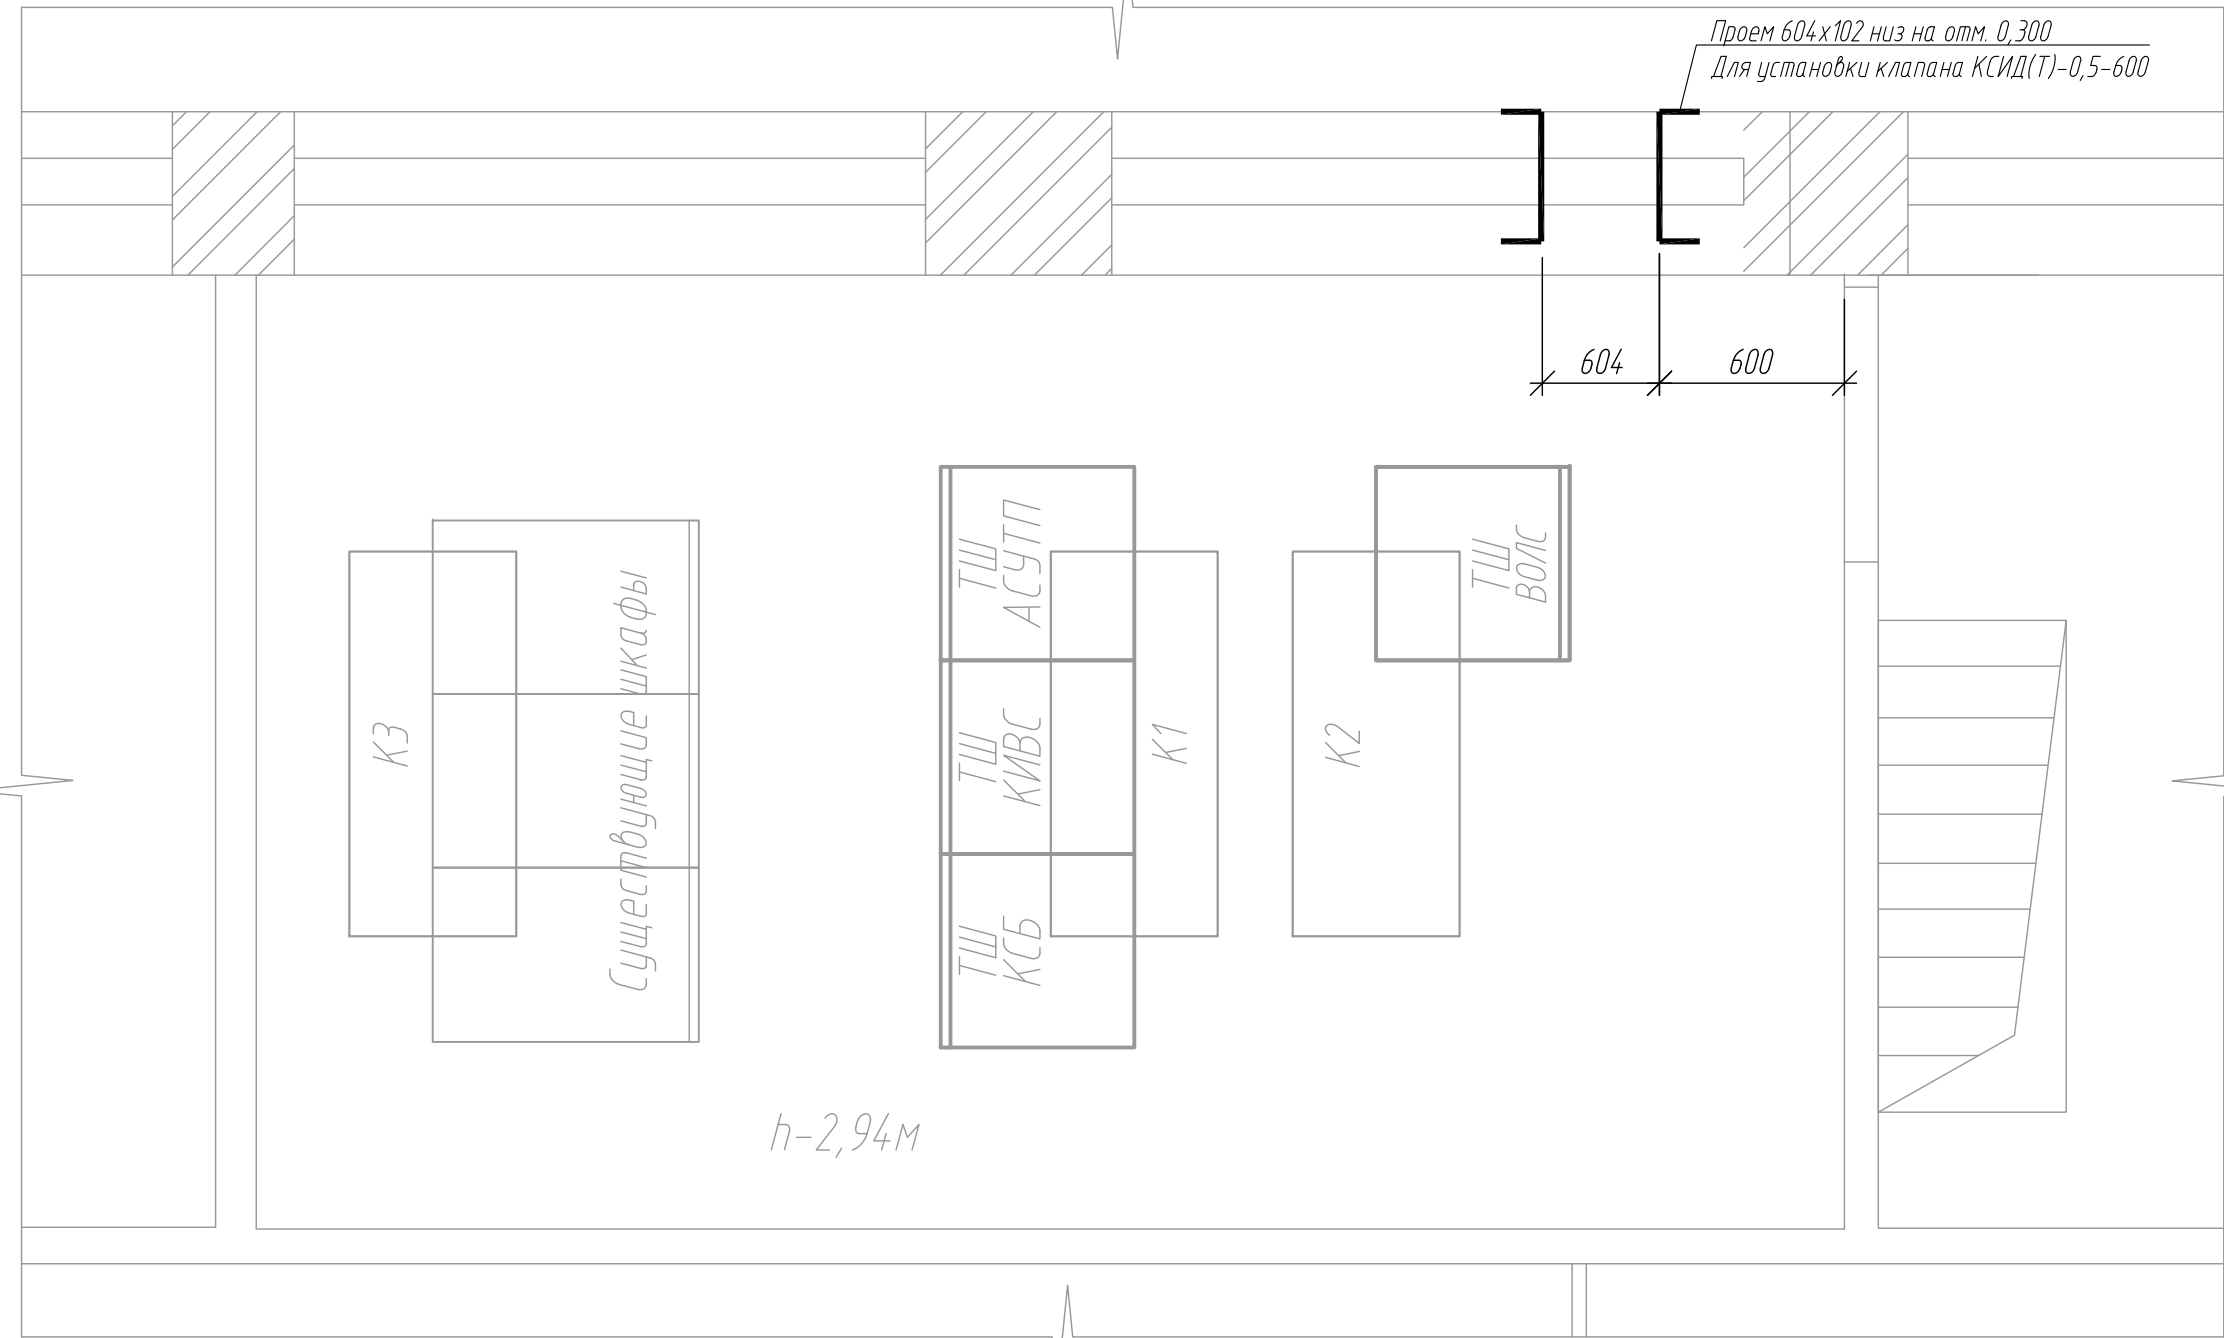 Проем 604х102 низ на отм. 0,300
Для установки клапана КСИД(Т)-0,5-600
604
600
ТШ
АСУТП
ТШ
ВОЛС
К3
Существующие шкафы
ТШ
КИВС
К1
К2
ТШ
КСБ
h-2,94м